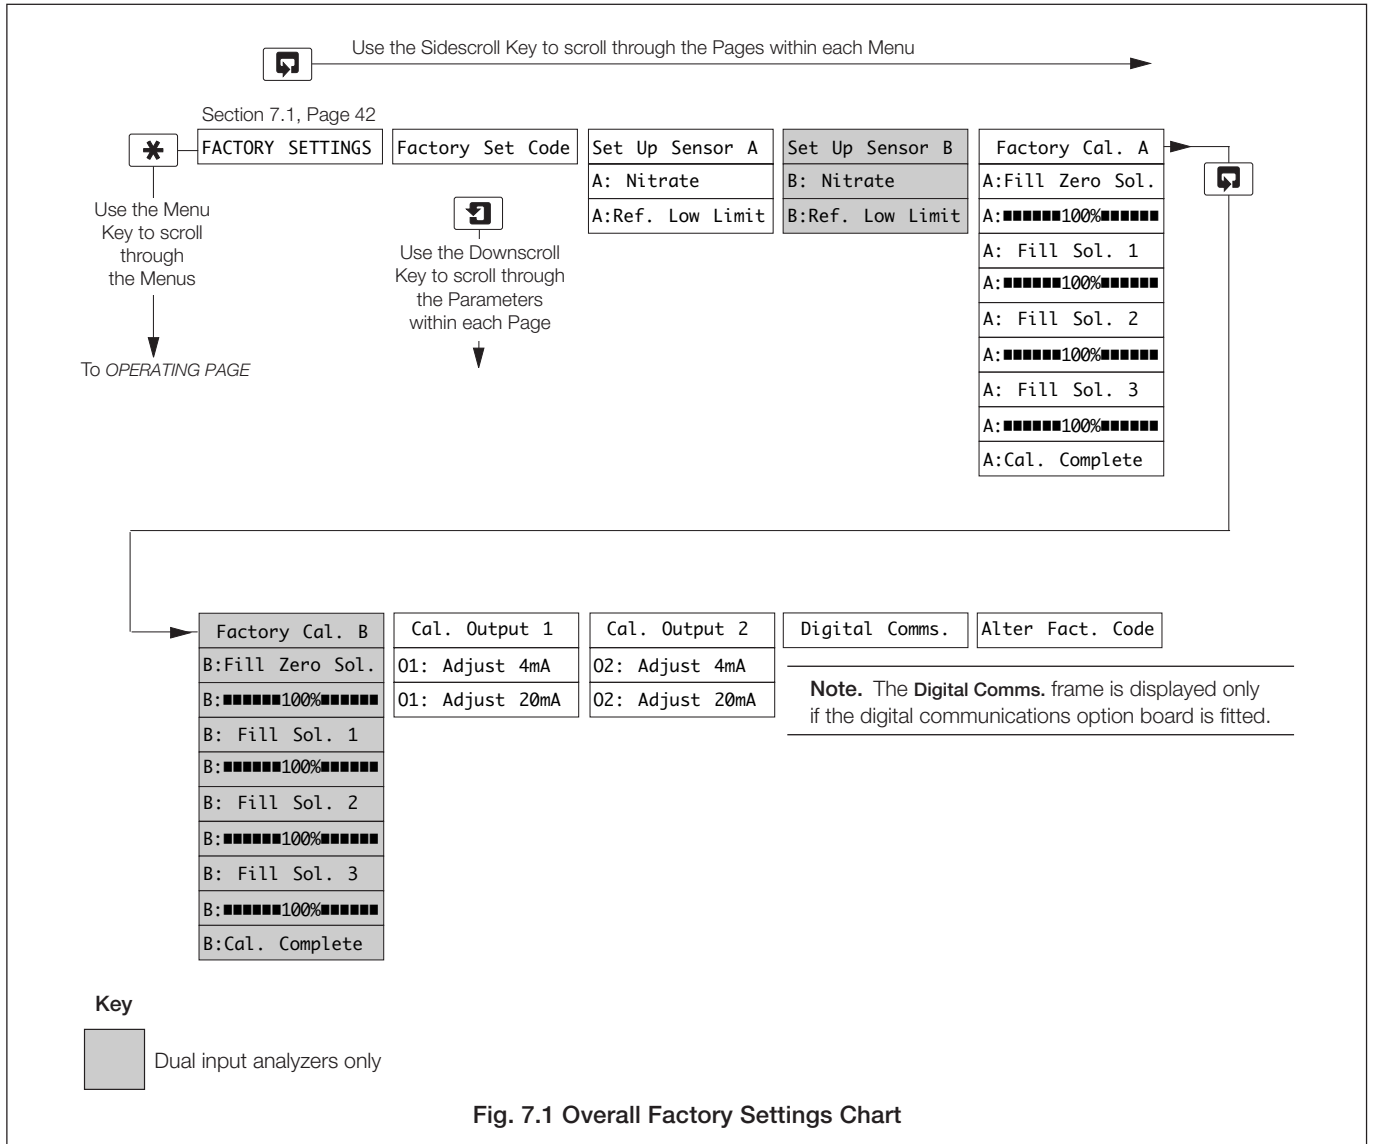 Use the Sidescroll Key to scroll through the Pages within each Menu
Section 7.1, Page 42
FACTORY SETTINGS
Factory Set Code
Set Up Sensor A
A: Nitrate
A:Ref. Low Limit
Set Up Sensor B
B: Nitrate
B:Ref. Low Limit
Factory Cal. A
A:Fill Zero Sol.
A:■■■■■■100%■■■■■■
A: Fill Sol. 1
A:■■■■■■100%■■■■■■
A: Fill Sol. 2
A:■■■■■■100%■■■■■■
A: Fill Sol. 3
A:■■■■■■100%■■■■■■
A:Cal. Complete
Use the Menu
Key to scroll
through
the Menus
To OPERATING PAGE
Use the Downscroll
Key to scroll through
the Parameters
within each Page
Factory Cal. B
B:Fill Zero Sol.
B:■■■■■■100%■■■■■■
B: Fill Sol. 1
B:■■■■■■100%■■■■■■
B: Fill Sol. 2
B:■■■■■■100%■■■■■■
B: Fill Sol. 3
B:■■■■■■100%■■■■■■
B:Cal. Complete
Cal. Output 1
O1: Adjust 4mA
O1: Adjust 20mA
Cal. Output 2
O2: Adjust 4mA
O2: Adjust 20mA
Digital Comms.
Alter Fact. Code
Note. The Digital Comms. frame is displayed only
if the digital communications option board is fitted.
Key
Dual input analyzers only
Fig. 7.1 Overall Factory Settings Chart